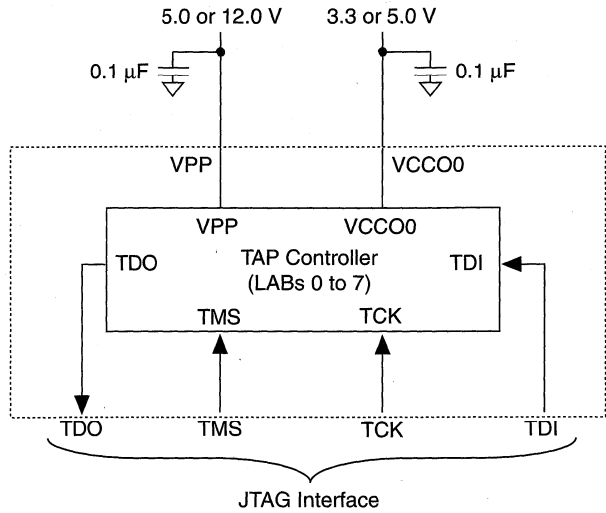 5.0 or 12.0 V
3.3 or 5.0 V
0.1 µF
0.1 µF
VPP
VCCO0
VPP
VCCO0
TDO
TAP Controller
TDI
(LABs 0 to 7)
TMS
TCK
TDO
TMS
TCK
TDI
JTAG Interface